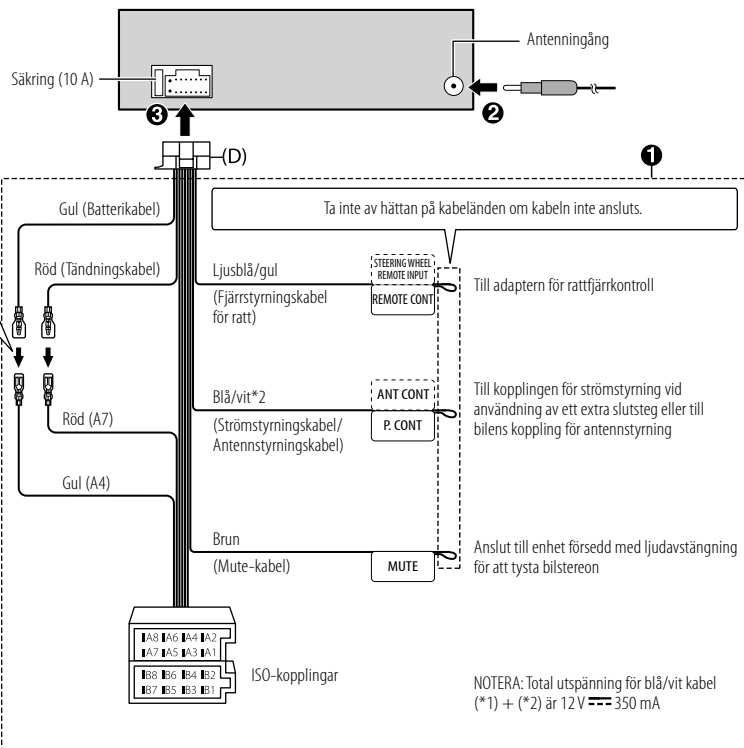 Antenningång
Säkring (10 A)
❸
❷
(D)
❶
Gul (Batterikabel)
Ta inte av hättan på kabeländen om kabeln inte ansluts.
Röd (Tändningskabel)
Ljusblå/gul
(Fjärrstyrningskabel
för ratt)
STEERING WHEEL
REMOTE INPUT
REMOTE CONT
Till adaptern för rattfjärrkontroll
Blå/vit*2
(Strömstyrningskabel/
Antennstyrningskabel)
ANT CONT
P. CONT
Till kopplingen för strömstyrning vid
användning av ett extra slutsteg eller till
bilens koppling för antennstyrning
Röd (A7)
Gul (A4)
Brun
(Mute-kabel)
MUTE
Anslut till enhet försedd med ljudavstängning
för att tysta bilstereon
A8 A6 A4 A2
A7 A5 A3 A1
B8 B6 B4 B2
B7 B5 B3 B1
ISO-kopplingar
NOTERA: Total utspänning för blå/vit kabel
(*1) + (*2) är 12 V ⎓ 350 mA